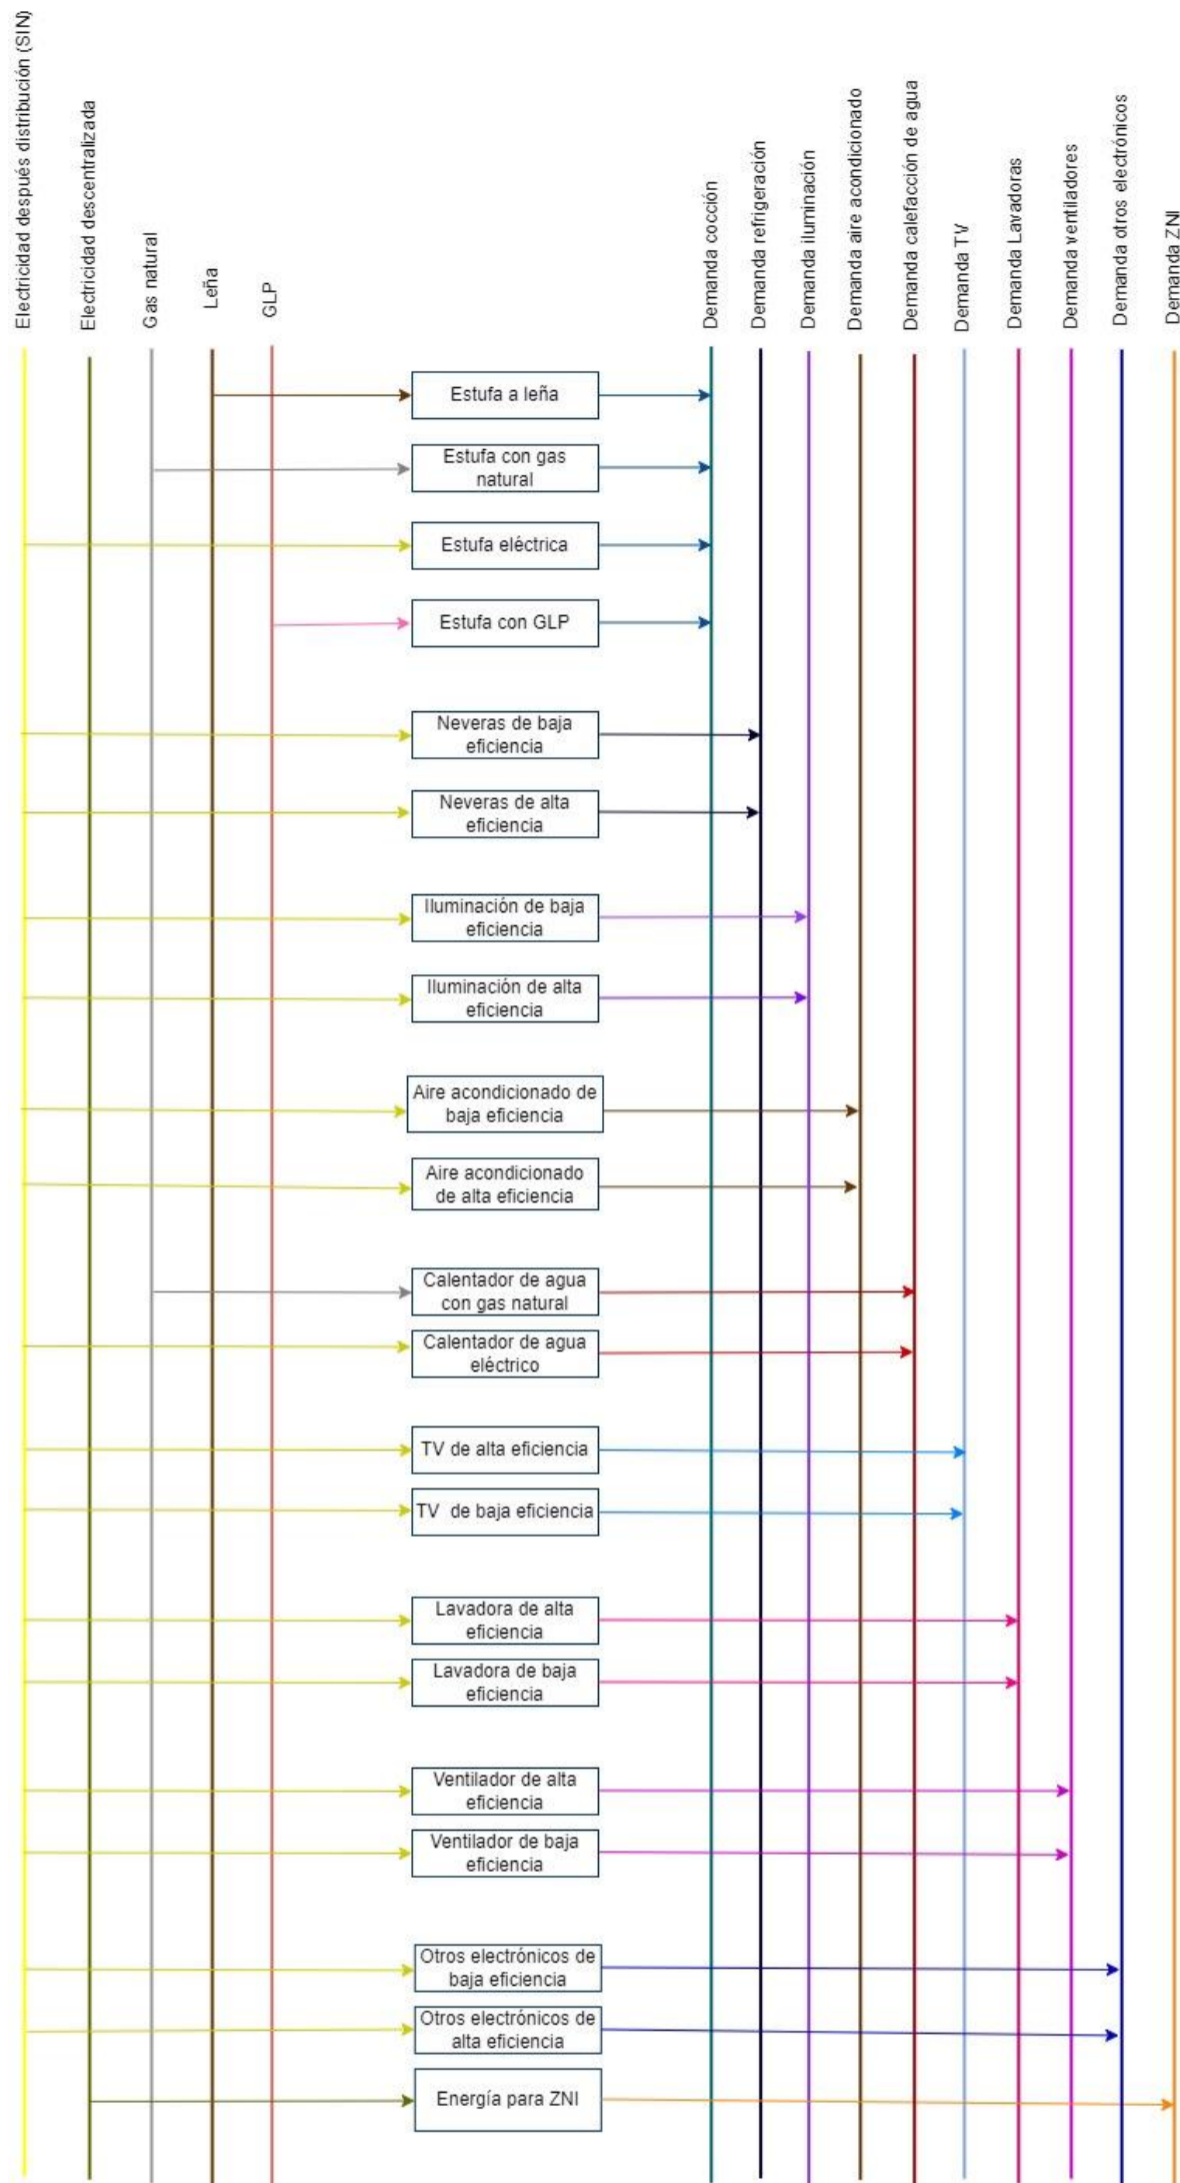 Electricidad después distribución (SIN)
Electricidad descentralizada
Gas natural
Leña
GLP
Demanda cocción
Demanda refrigeración
Demanda iluminación
Demanda aire acondicionado
Demanda calefacción de agua
Demanda TV
Demanda Lavadoras
Demanda ventiladores
Demanda otros electrónicos
Demanda ZNI
Estufa a leña
Estufa con gas
natural
Estufa eléctrica
Estufa con GLP
Neveras de baja
eficiencia
Neveras de alta
eficiencia
Iluminación de baja
eficiencia
Iluminación de alta
eficiencia
Aire acondicionado de
baja eficiencia
Aire acondicionado
de alta eficiencia
Calentador de agua
con gas natural
Calentador de agua
eléctrico
TV de alta eficiencia
TV de baja eficiencia
Lavadora de alta
eficiencia
Lavadora de baja
eficiencia
Ventilador de alta
eficiencia
Ventilador de baja
eficiencia
Otros electrónicos de
baja eficiencia
Otros electrónicos de
alta eficiencia
Energía para ZNI